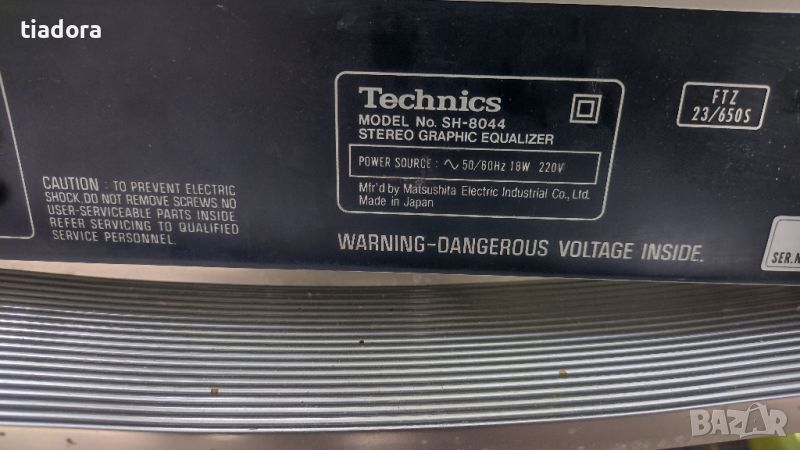 tiadora
Technics
MODEL No. SH-8044
STEREO GRAPHIC EQUALIZER
POWER SOURCE : ∿ 50/60Hz 18W 220V
Mfr'd by Matsushita Electric Industrial Co., Ltd.
Made in Japan
FTZ
23/650S
CAUTION : TO PREVENT ELECTRIC
SHOCK, DO NOT REMOVE SCREWS NO
USER-SERVICEABLE PARTS INSIDE
REFER SERVICING TO QUALIFIED
SERVICE PERSONNEL.
WARNING-DANGEROUS VOLTAGE INSIDE.
SER.N
BAZAR